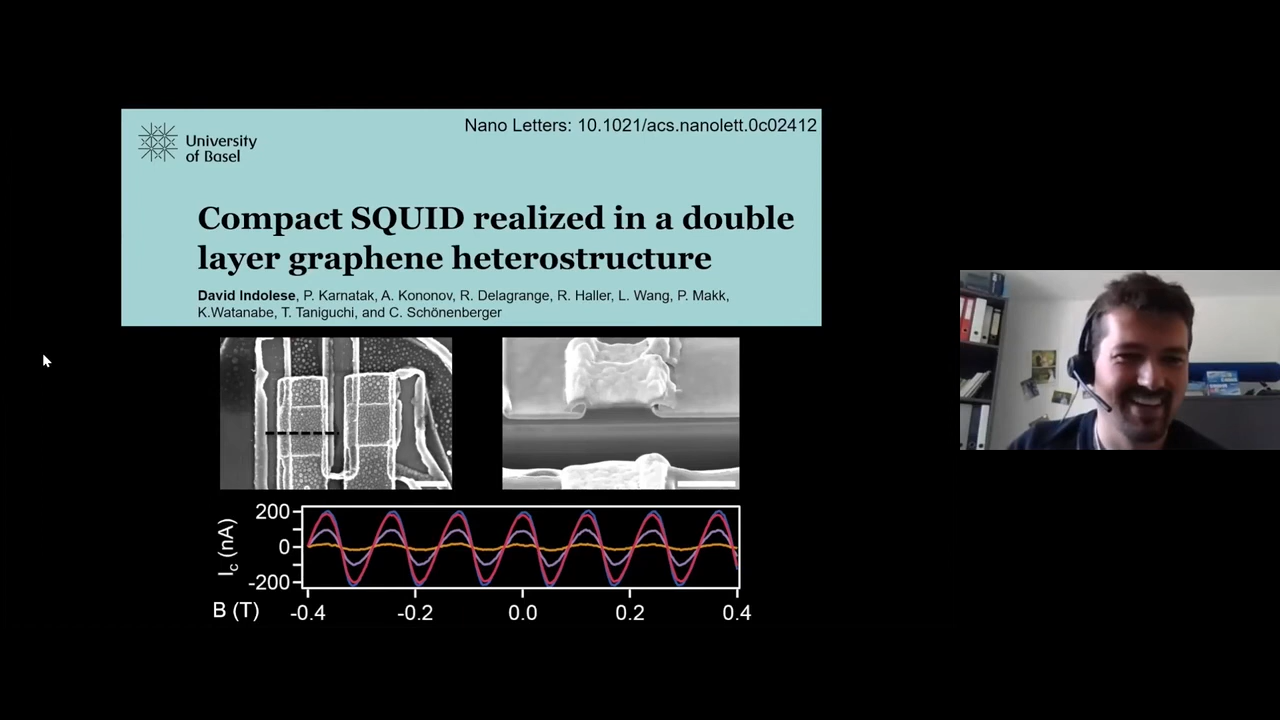 Nano Letters: 10.1021/acs.nanolett.0c02412
University
of Basel
Compact SQUID realized in a double
layer graphene heterostructure
David Indolese, P. Karnatak, A. Kononov, R. Delagrange, R. Haller, L. Wang, P. Makk,
K.Watanabe, T. Taniguchi, and C. Schönenberger
200
0
-200
Ic (nA)
B (T)
-0.4 -0.2 0.0 0.2 0.4